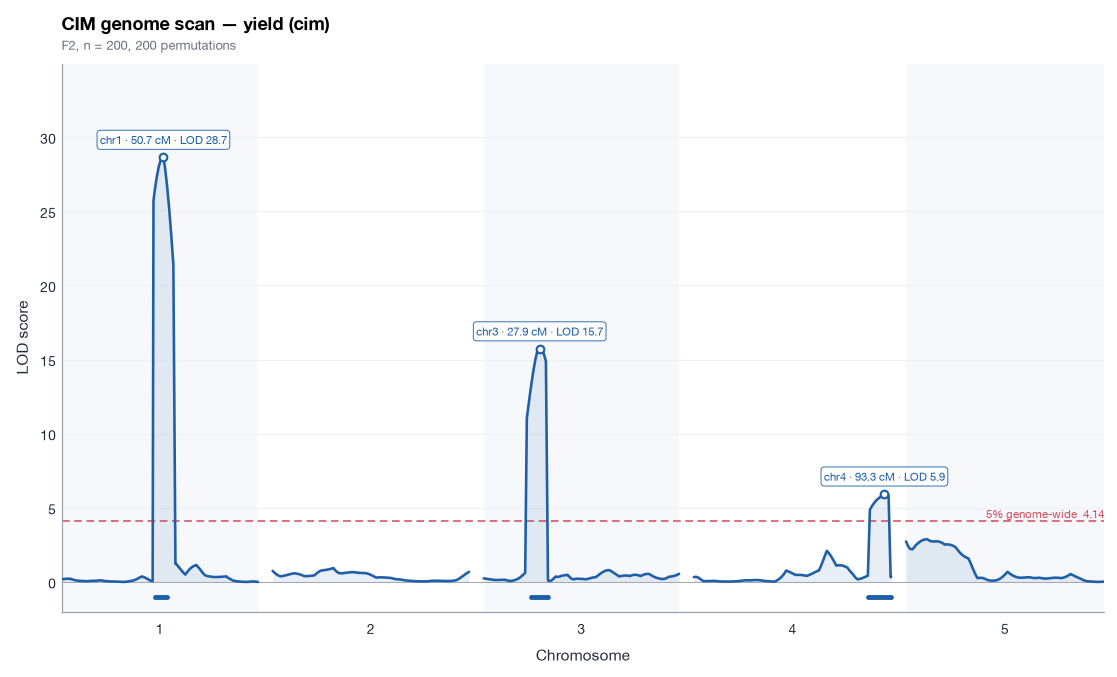 CIM genome scan — yield (cim)
F2, n = 200, 200 permutations
chr1 · 50.7 cM · LOD 28.7
chr3 · 27.9 cM · LOD 15.7
chr4 · 93.3 cM · LOD 5.9
5% genome-wide 4.14
LOD score
30
25
20
15
10
5
0
1 2 3 4 5
Chromosome